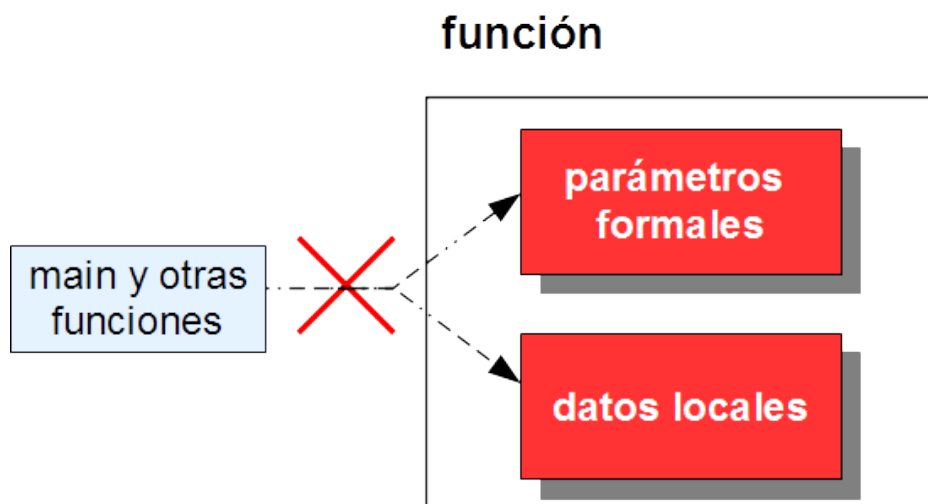 función
parámetros
formales
main y otras
funciones
datos locales